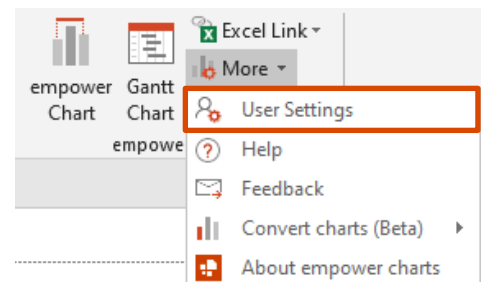 Excel Link
More
empower Chart
Gantt Chart
empowe
User Settings
Help
Feedback
Convert charts (Beta)
About empower charts